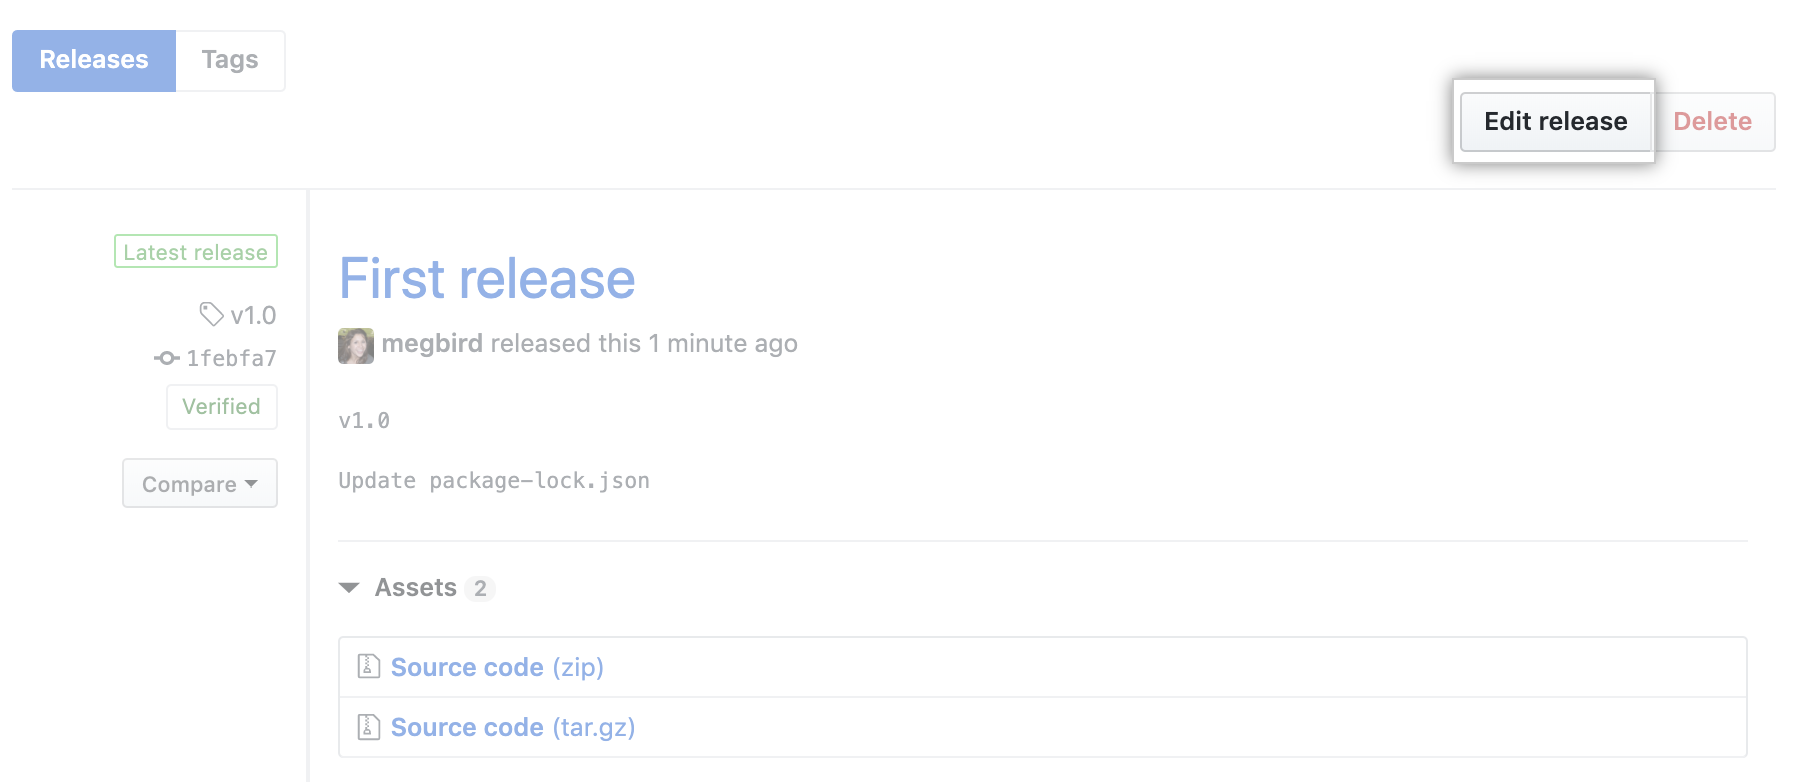 Releases Tags
Edit release Delete
Latest release
v1.0
1febfa7
Verified
Compare
First release
megbird released this 1 minute ago
v1.0
Update package-lock.json
Assets 2
Source code (zip)
Source code (tar.gz)